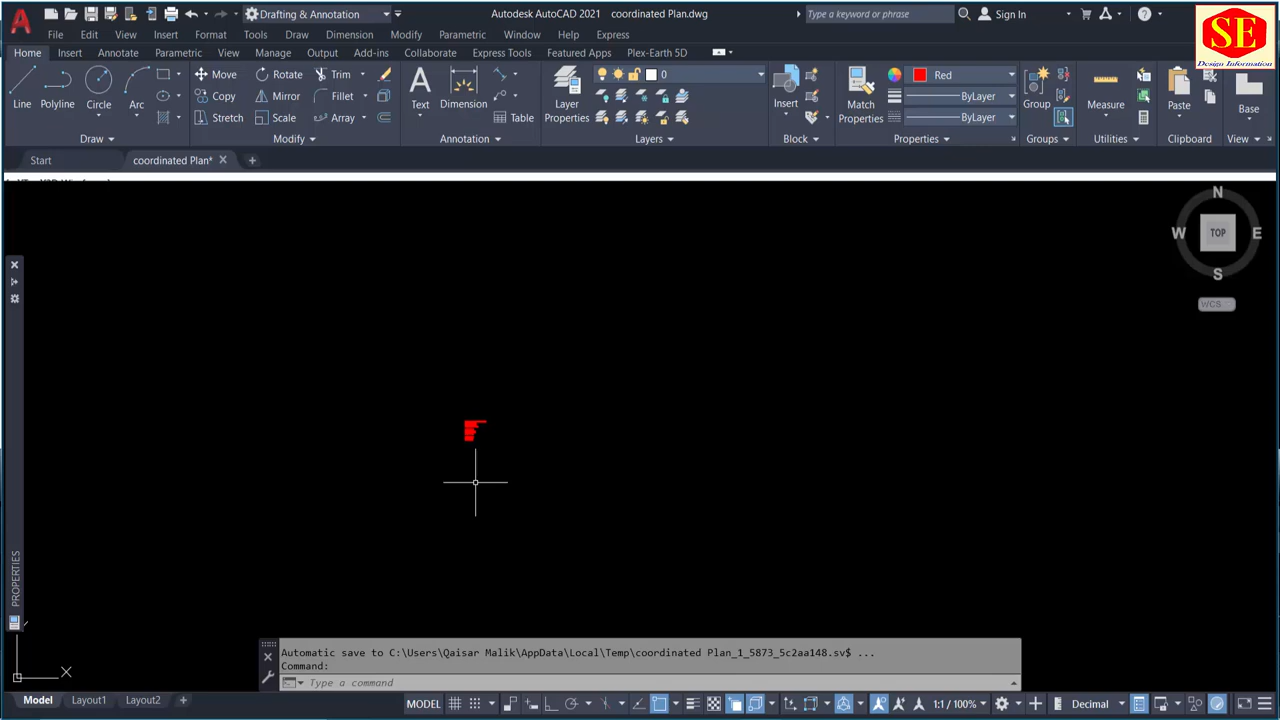 Drafting & Annotation
Autodesk AutoCAD 2021 coordinated Plan.dwg
Type a keyword or phrase
Sign In
SE
Design Information
File Edit View Insert Format Tools Draw Dimension Modify Parametric Window Help Express
Home Insert Annotate Parametric View Manage Output Add-ins Collaborate Express Tools Featured Apps Plex-Earth 5D
Line Polyline Circle Arc
Move Rotate Trim
Copy Mirror Fillet
Stretch Scale Array
Text Dimension Table
Layer Properties
0
Insert
Match Properties
Red
ByLayer
ByLayer
Group Measure Paste Base
Draw Modify Annotation Layers Block Properties Groups Utilities Clipboard View
Start coordinated Plan*
N
W TOP E
S
WCS
PROPERTIES
X
Automatic save to C:\Users\Qaisar Malik\AppData\Local\Temp\coordinated Plan_1_5873_5c2aa148.sv$ ...
Command:
Type a command
Model Layout1 Layout2
MODEL 1:1 / 100% Decimal